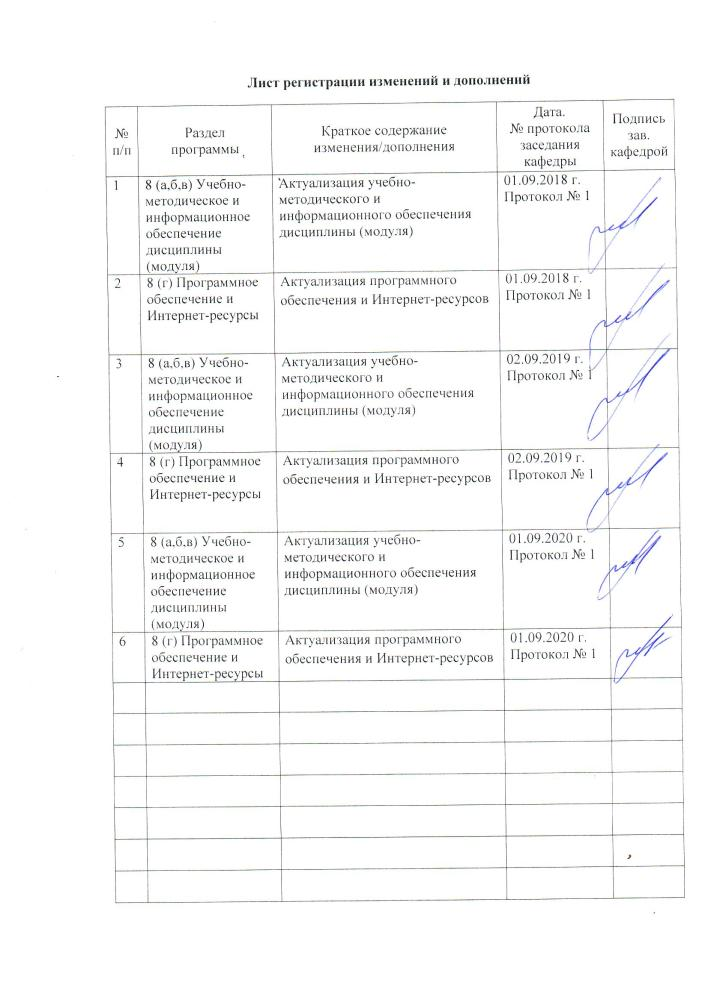 Лист регистрации изменений и дополнений
№
п/п
Раздел
программы
Краткое содержание
изменения/дополнения
Дата.
№ протокола
заседания
кафедры
Подпись
зав.
кафедрой
1
8 (а,б,в) Учебно-
методическое и
информационное
обеспечение
дисциплины
(модуля)
Актуализация учебно-
методического и
информационного обеспечения
дисциплины (модуля)
01.09.2018 г.
Протокол № 1
2
8 (г) Программное
обеспечение и
Интернет-ресурсы
Актуализация программного
обеспечения и Интернет-ресурсов
01.09.2018 г.
Протокол № 1
3
8 (а,б,в) Учебно-
методическое и
информационное
обеспечение
дисциплины
(модуля)
Актуализация учебно-
методического и
информационного обеспечения
дисциплины (модуля)
02.09.2019 г.
Протокол № 1
4
8 (г) Программное
обеспечение и
Интернет-ресурсы
Актуализация программного
обеспечения и Интернет-ресурсов
02.09.2019 г.
Протокол № 1
5
8 (а,б,в) Учебно-
методическое и
информационное
обеспечение
дисциплины
(модуля)
Актуализация учебно-
методического и
информационного обеспечения
дисциплины (модуля)
01.09.2020 г.
Протокол № 1
6
8 (г) Программное
обеспечение и
Интернет-ресурсы
Актуализация программного
обеспечения и Интернет-ресурсов
01.09.2020 г.
Протокол № 1